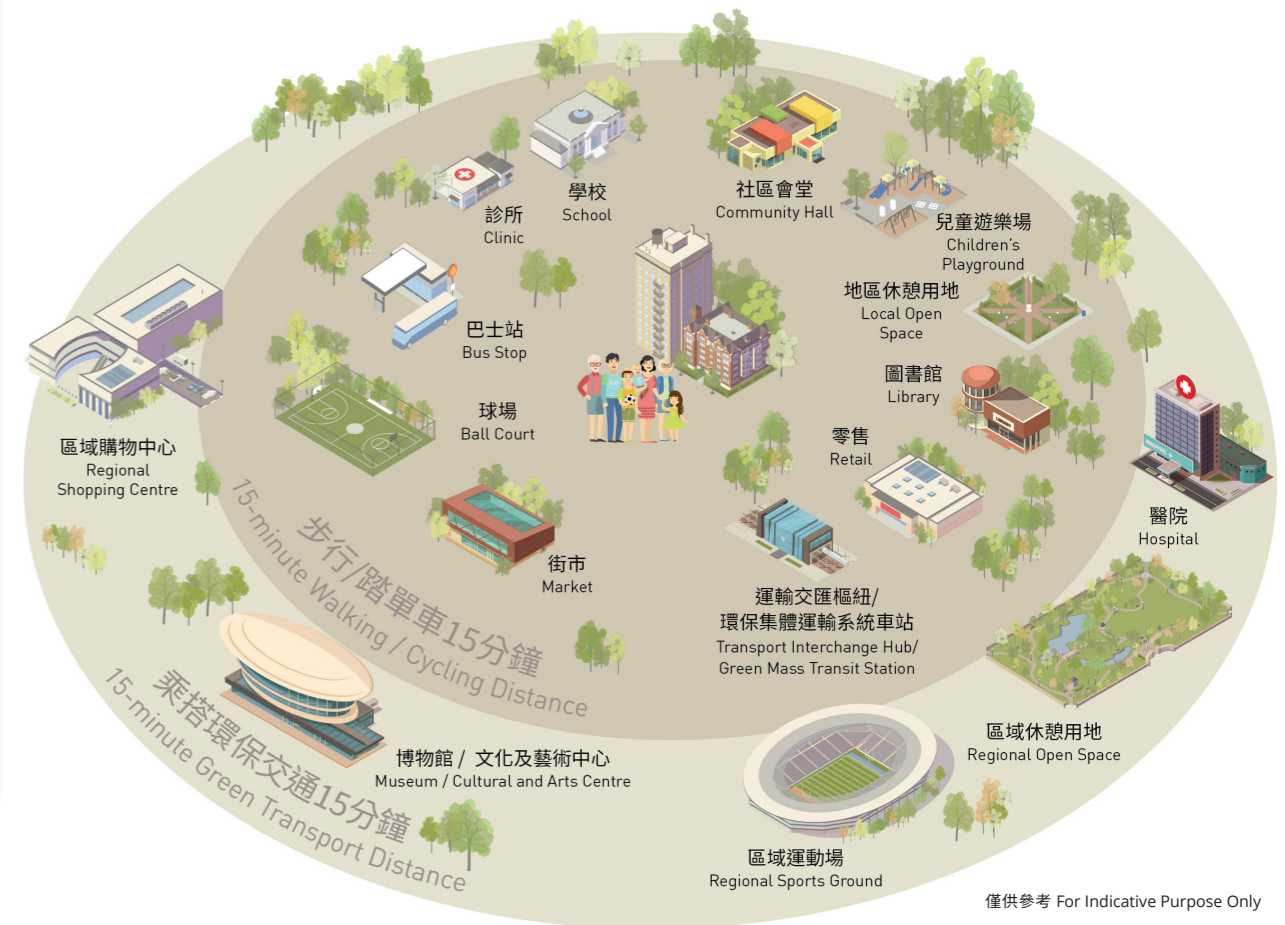 學校
School
社區會堂
Community Hall
診所
Clinic
兒童遊樂場
Children's
Playground
地區休憩用地
Local Open
Space
巴士站
Bus Stop
圖書館
Library
球場
Ball Court
零售
Retail
區域購物中心
Regional
Shopping Centre
醫院
Hospital
街市
Market
運輸交匯樞紐/
環保集體運輸系統車站
Transport Interchange Hub/
Green Mass Transit Station
步行/踏單車15分鐘
15-minute Walking / Cycling Distance
區域休憩用地
Regional Open Space
博物館 / 文化及藝術中心
Museum / Cultural and Arts Centre
乘搭環保交通15分鐘
15-minute Green Transport Distance
區域運動場
Regional Sports Ground
僅供參考 For Indicative Purpose Only